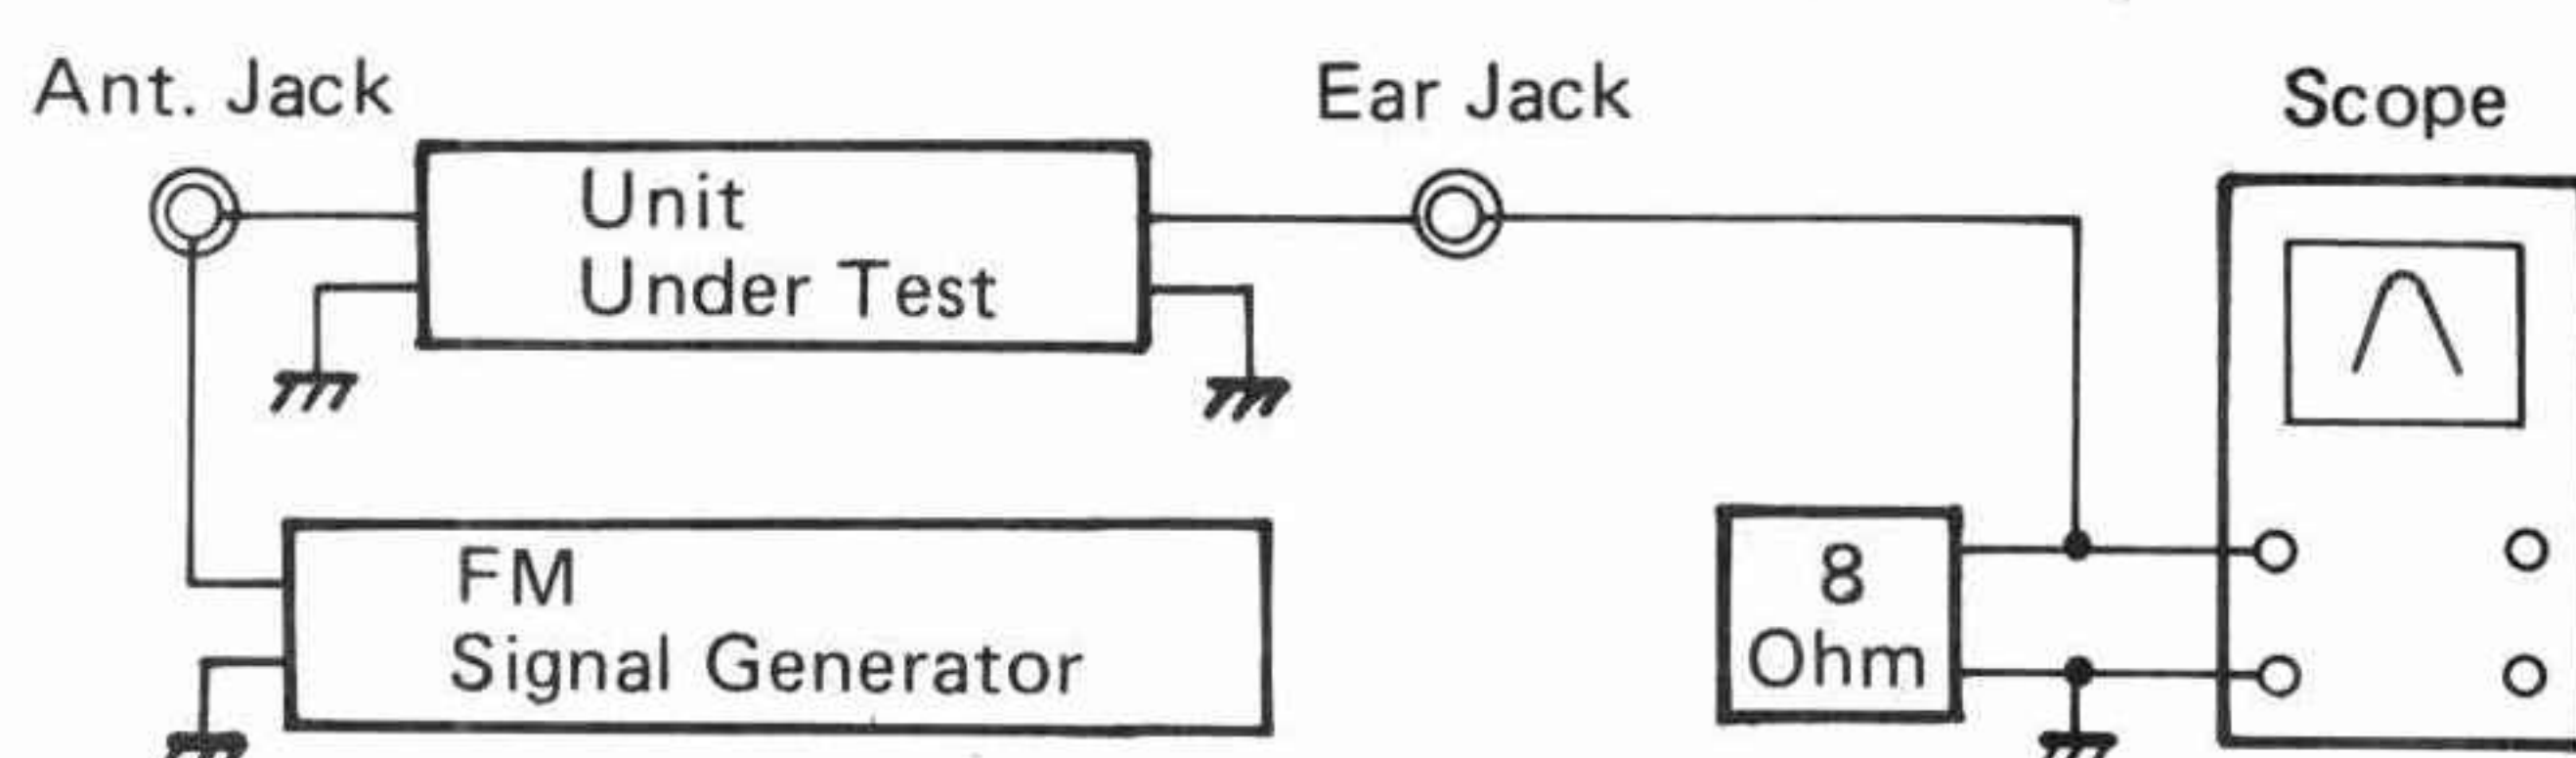 Ant. Jack
Ear Jack
Scope
Unit
Under Test
FM
Signal Generator
8
Ohm